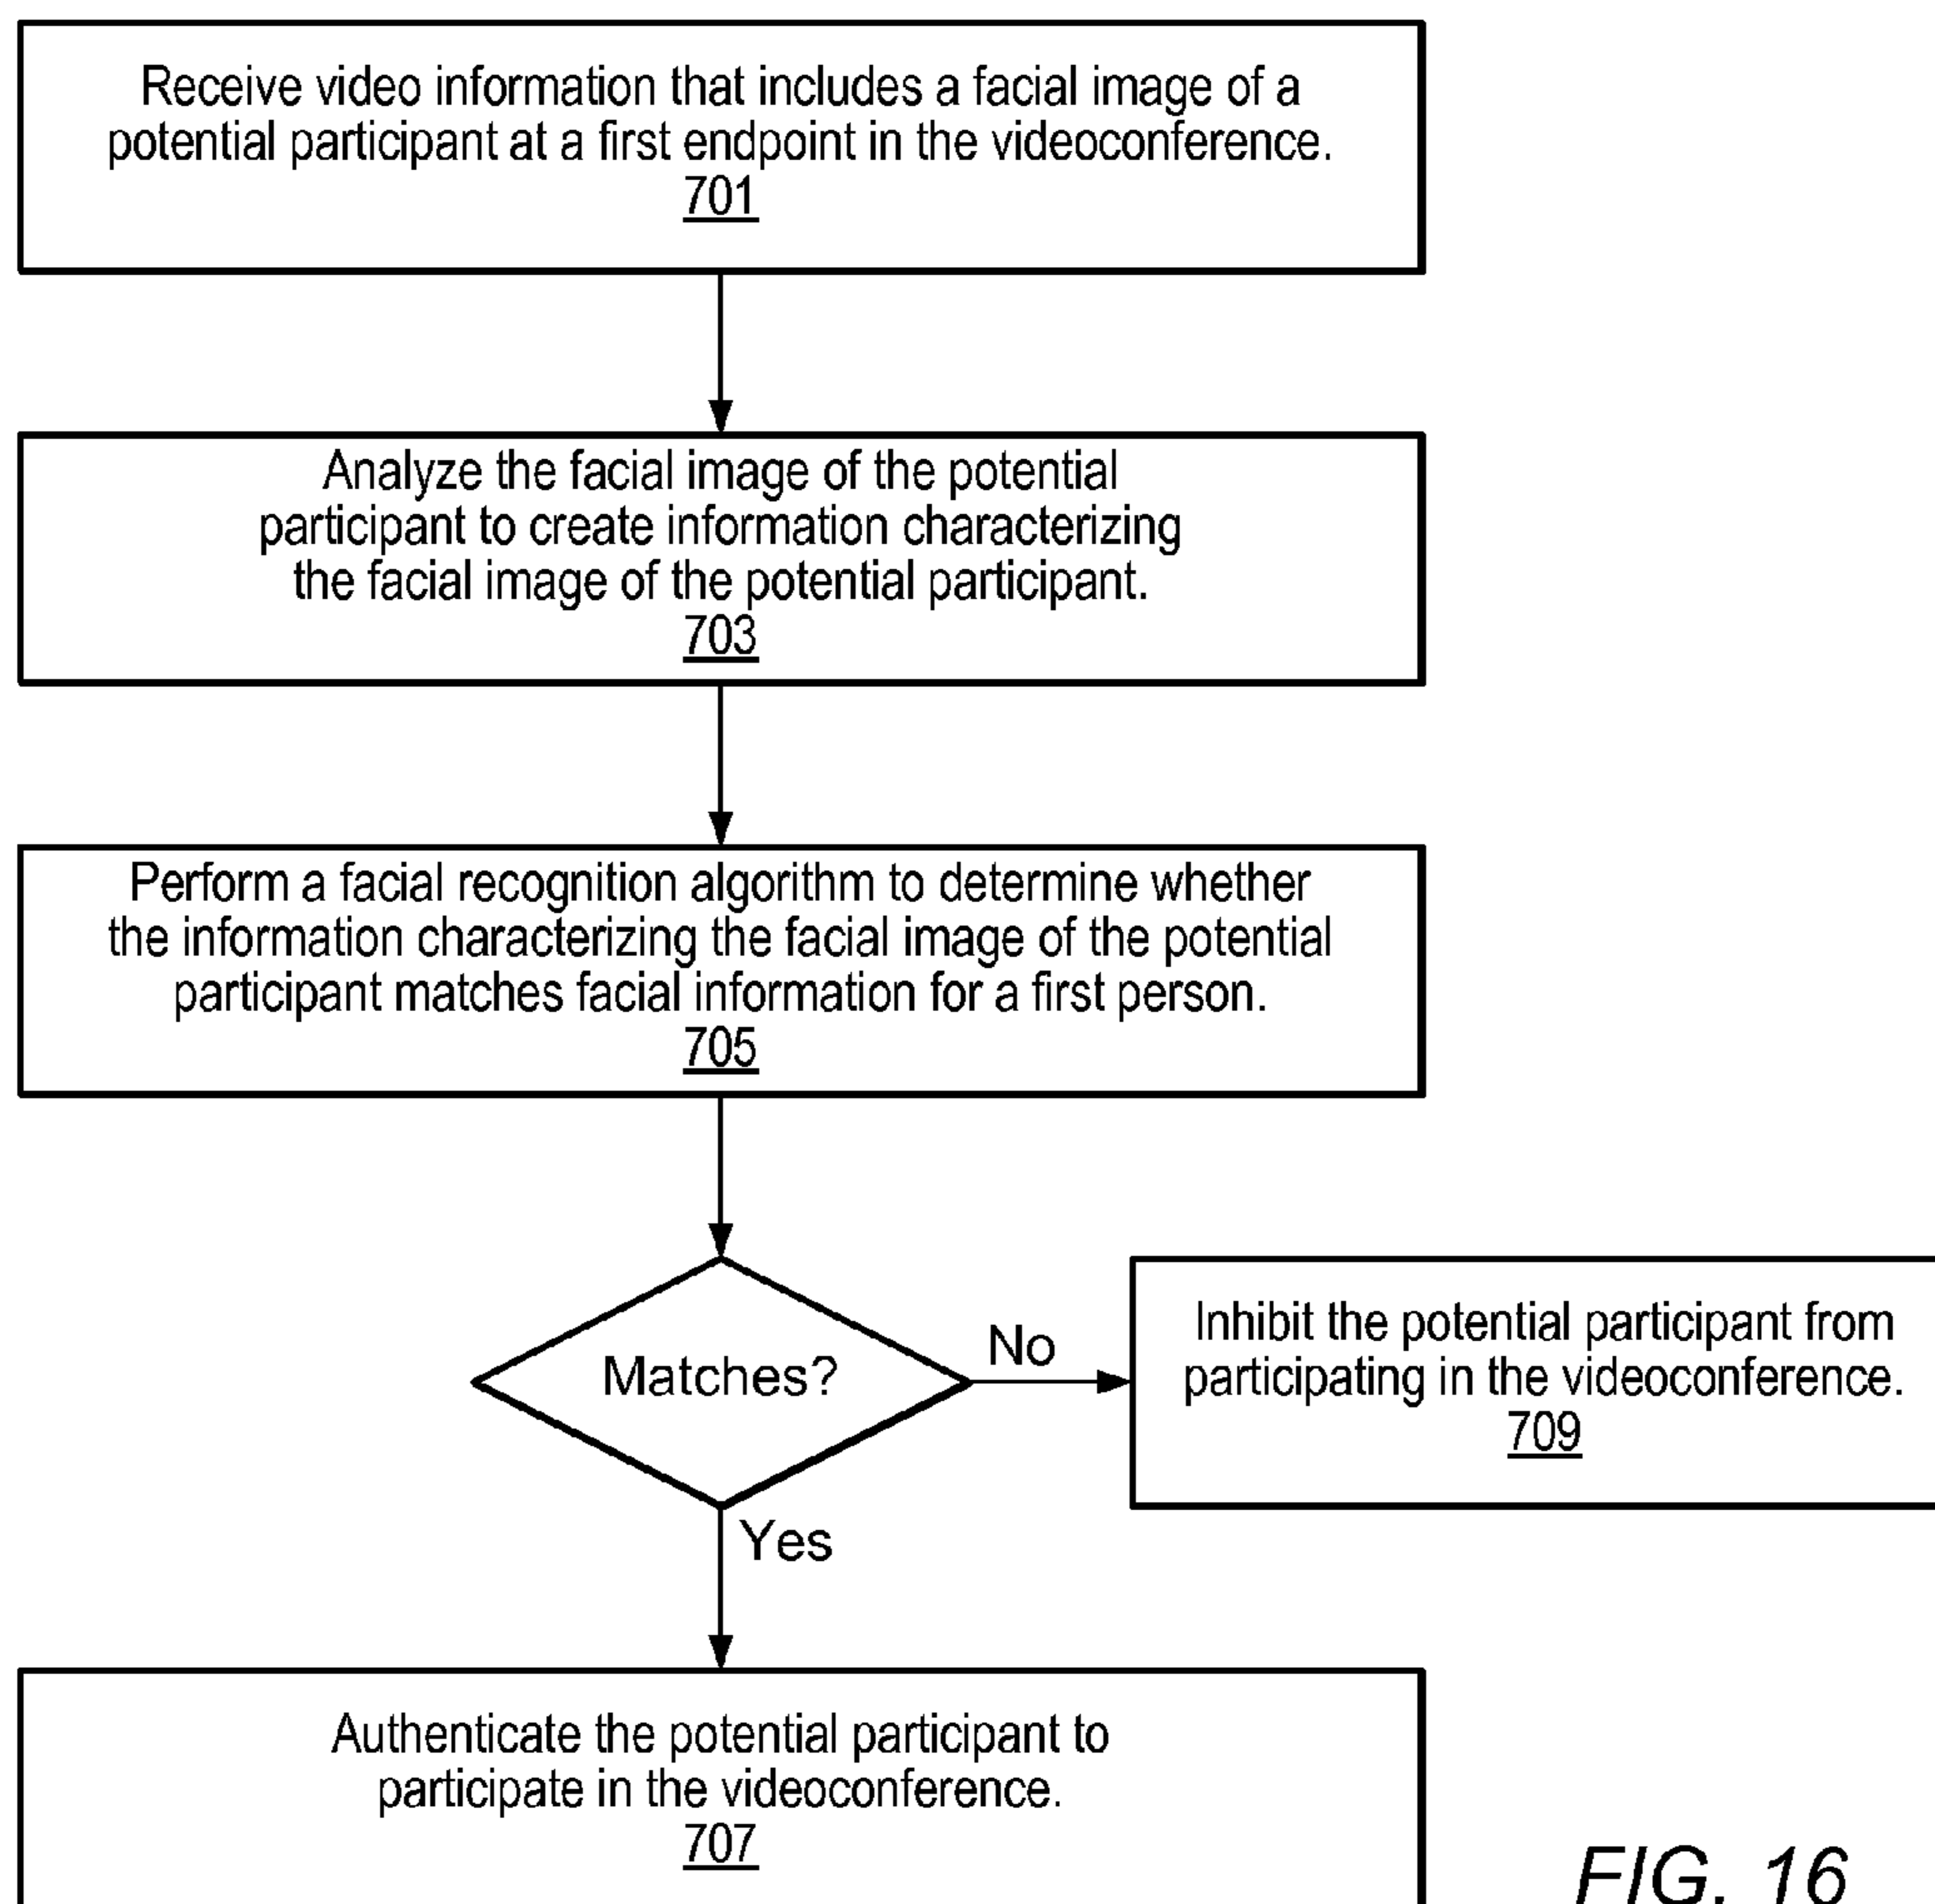 Receive video information that includes a facial image of a
potential participant at a first endpoint in the videoconference.
701
Analyze the facial image of the potential
participant to create information characterizing
the facial image of the potential participant.
703
Perform a facial recognition algorithm to determine whether
the information characterizing the facial image of the potential
participant matches facial information for a first person.
705
Matches?
No
Inhibit the potential participant from
participating in the videoconference.
709
Yes
Authenticate the potential participant to
participate in the videoconference.
707
FIG. 16